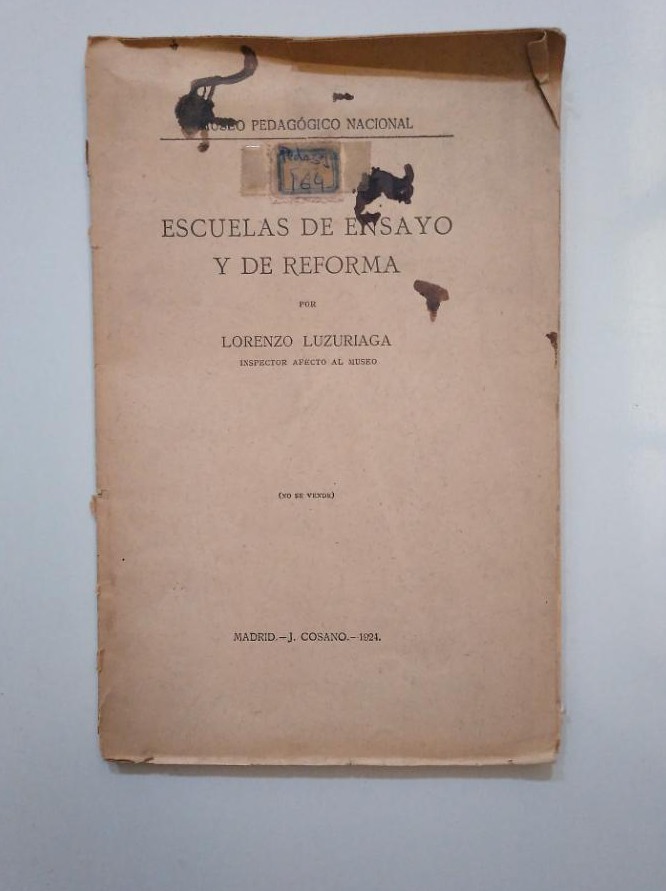 MUSEO PEDAGÓGICO NACIONAL
164
ESCUELAS DE ENSAYO
Y DE REFORMA
POR
LORENZO LUZURIAGA
INSPECTOR AFECTO AL MUSEO
(NO SE VENDE)
MADRID.—J. COSANO.—1924.